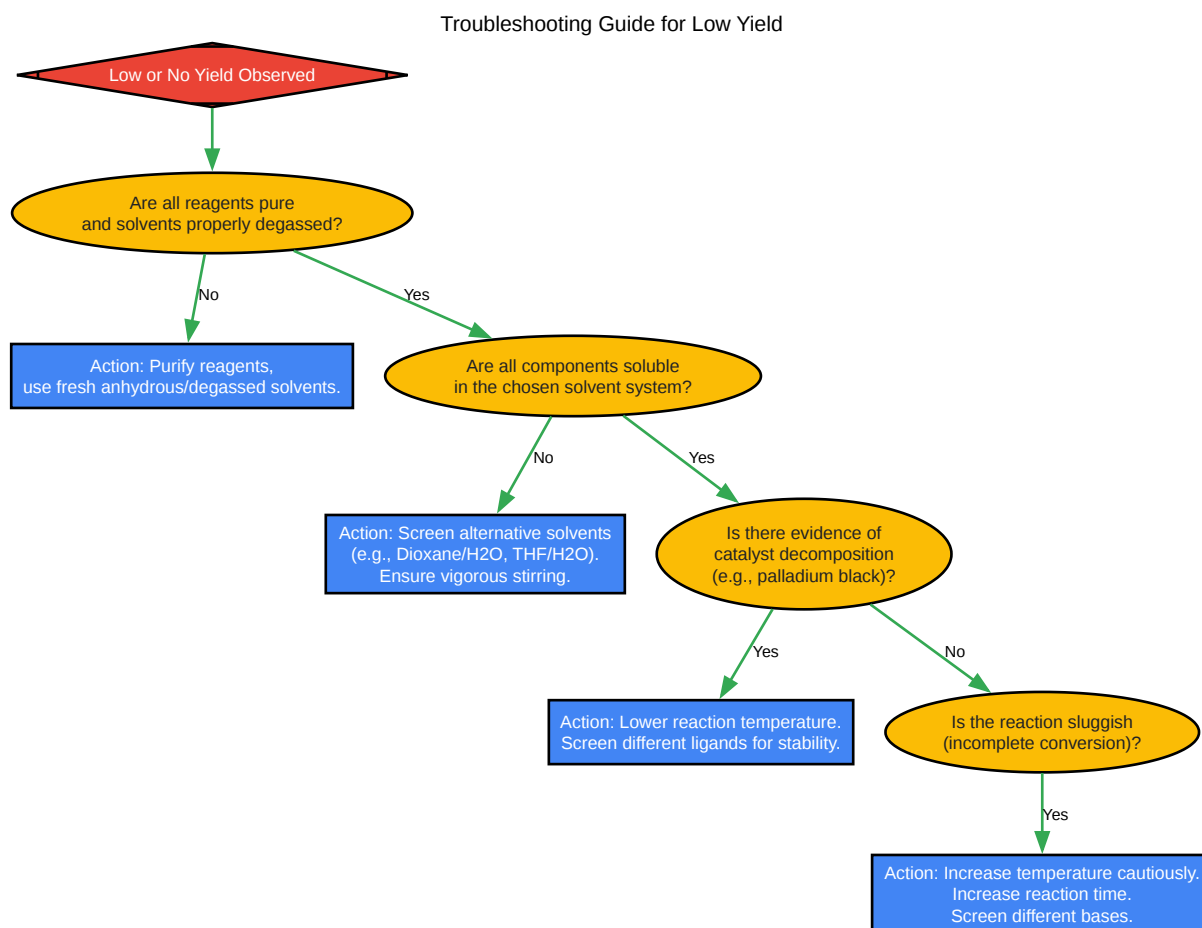 Troubleshooting Guide for Low Yield
Low or No Yield Observed
Are all reagents pure
and solvents properly degassed?
No
Yes
Action: Purify reagents,
use fresh anhydrous/degassed solvents.
Are all components soluble
in the chosen solvent system?
No
Yes
Action: Screen alternative solvents
(e.g., Dioxane/H2O, THF/H2O).
Ensure vigorous stirring.
Is there evidence of
catalyst decomposition
(e.g., palladium black)?
Yes
No
Action: Lower reaction temperature.
Screen different ligands for stability.
Is the reaction sluggish
(incomplete conversion)?
Yes
Action: Increase temperature cautiously.
Increase reaction time.
Screen different bases.